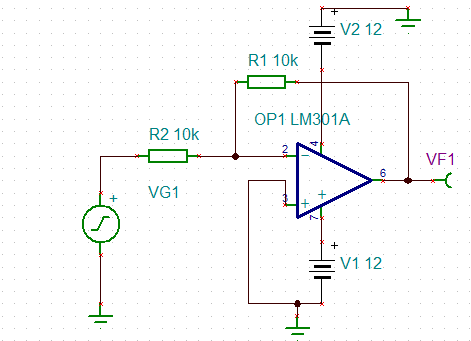 +
V2 12
R1 10k
OP1 LM301A
4
R2 10k
2
6
VF1
+
VG1
3
+
+
7
+
V1 12